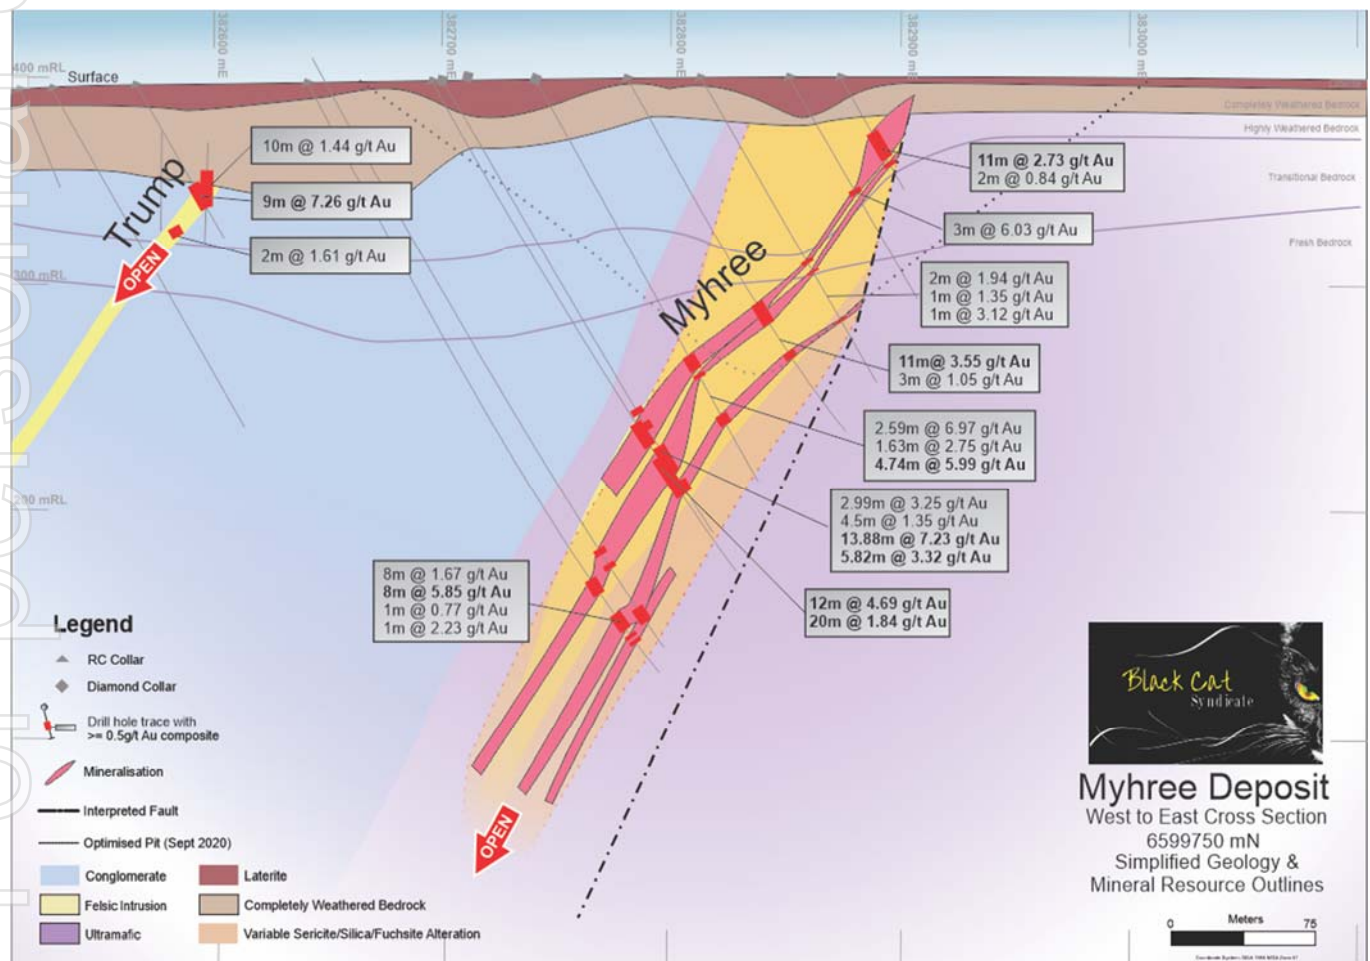 382600 mE
382700 mE
382800 mE
382900 mE
383000 mE
400 mRL
Surface
Completely Weathered Bedrock
Highly Weathered Bedrock
Transitional Bedrock
Fresh Bedrock
300 mRL
200 mRL
Trump
OPEN
10m @ 1.44 g/t Au
9m @ 7.26 g/t Au
2m @ 1.61 g/t Au
Myhree
11m @ 2.73 g/t Au
2m @ 0.84 g/t Au
3m @ 6.03 g/t Au
2m @ 1.94 g/t Au
1m @ 1.35 g/t Au
1m @ 3.12 g/t Au
11m@ 3.55 g/t Au
3m @ 1.05 g/t Au
2.59m @ 6.97 g/t Au
1.63m @ 2.75 g/t Au
4.74m @ 5.99 g/t Au
2.99m @ 3.25 g/t Au
4.5m @ 1.35 g/t Au
13.88m @ 7.23 g/t Au
5.82m @ 3.32 g/t Au
12m @ 4.69 g/t Au
20m @ 1.84 g/t Au
8m @ 1.67 g/t Au
8m @ 5.85 g/t Au
1m @ 0.77 g/t Au
1m @ 2.23 g/t Au
OPEN
Legend
RC Collar
Diamond Collar
Drill hole trace with
>= 0.5g/t Au composite
Mineralisation
Interpreted Fault
Optimised Pit (Sept 2020)
Conglomerate
Laterite
Felsic Intrusion
Completely Weathered Bedrock
Ultramafic
Variable Sericite/Silica/Fuchsite Alteration
Black Cat
Syndicate
Myhree Deposit
West to East Cross Section
6599750 mN
Simplified Geology &
Mineral Resource Outlines
0 Meters 75